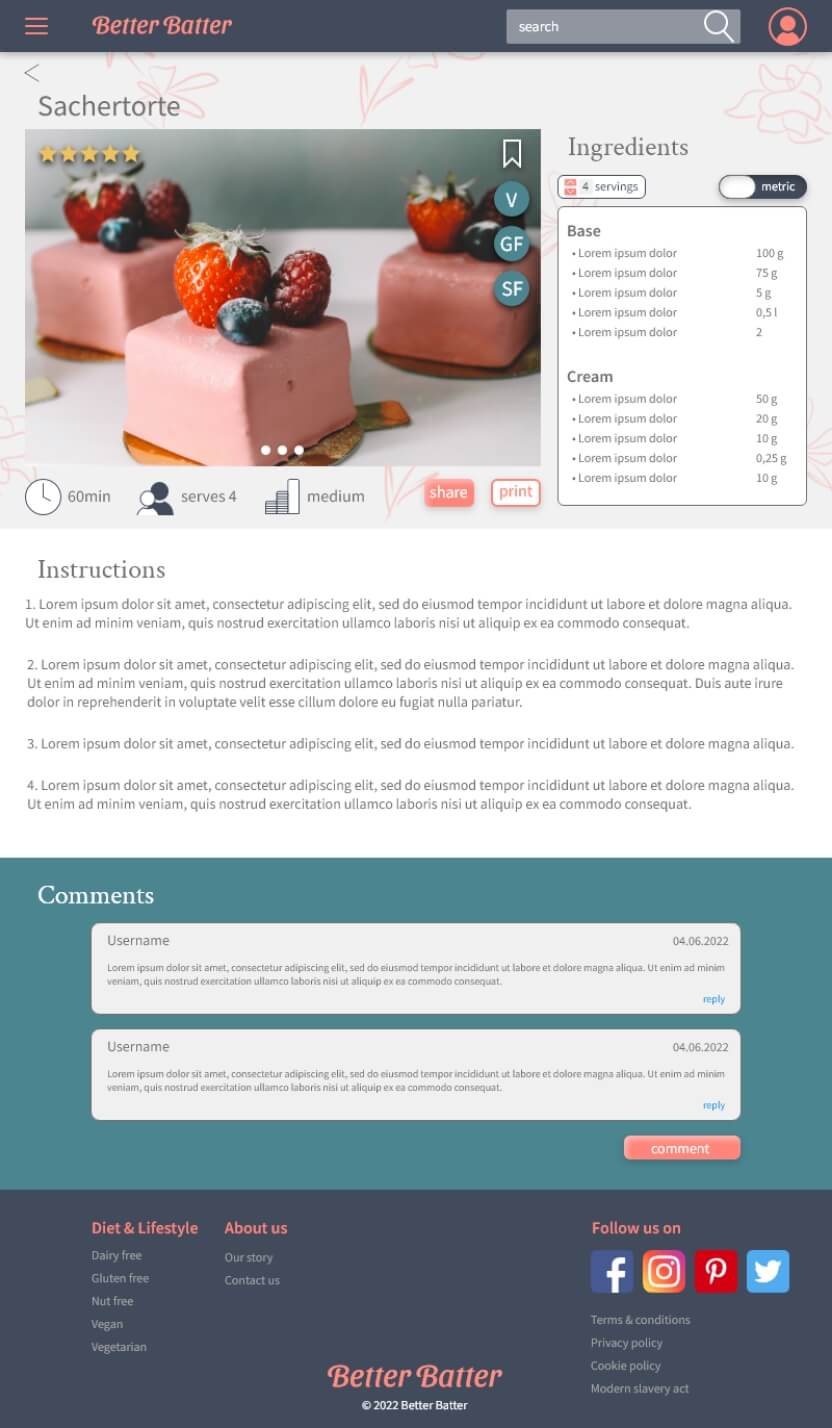 Better Batter
search
<
Sachertorte
V
GF
SF
60min
serves 4
medium
share
print
Ingredients
4 servings
metric
Base
• Lorem ipsum dolor 100 g
• Lorem ipsum dolor 75 g
• Lorem ipsum dolor 5 g
• Lorem ipsum dolor 0,5 l
• Lorem ipsum dolor 2
Cream
• Lorem ipsum dolor 50 g
• Lorem ipsum dolor 20 g
• Lorem ipsum dolor 10 g
• Lorem ipsum dolor 0,25 g
• Lorem ipsum dolor 10 g
Instructions
1. Lorem ipsum dolor sit amet, consectetur adipiscing elit, sed do eiusmod tempor incididunt ut labore et dolore magna aliqua.
Ut enim ad minim veniam, quis nostrud exercitation ullamco laboris nisi ut aliquip ex ea commodo consequat.
2. Lorem ipsum dolor sit amet, consectetur adipiscing elit, sed do eiusmod tempor incididunt ut labore et dolore magna aliqua.
Ut enim ad minim veniam, quis nostrud exercitation ullamco laboris nisi ut aliquip ex ea commodo consequat. Duis aute irure
dolor in reprehenderit in voluptate velit esse cillum dolore eu fugiat nulla pariatur.
3. Lorem ipsum dolor sit amet, consectetur adipiscing elit, sed do eiusmod tempor incididunt ut labore et dolore magna aliqua.
4. Lorem ipsum dolor sit amet, consectetur adipiscing elit, sed do eiusmod tempor incididunt ut labore et dolore magna aliqua.
Ut enim ad minim veniam, quis nostrud exercitation ullamco laboris nisi ut aliquip ex ea commodo consequat.
Comments
Username 04.06.2022
Lorem ipsum dolor sit amet, consectetur adipiscing elit, sed do eiusmod tempor incididunt ut labore et dolore magna aliqua. Ut enim ad minim
veniam, quis nostrud exercitation ullamco laboris nisi ut aliquip ex ea commodo consequat.
reply
Username 04.06.2022
Lorem ipsum dolor sit amet, consectetur adipiscing elit, sed do eiusmod tempor incididunt ut labore et dolore magna aliqua. Ut enim ad minim
veniam, quis nostrud exercitation ullamco laboris nisi ut aliquip ex ea commodo consequat.
reply
comment
Diet & Lifestyle
Dairy free
Gluten free
Nut free
Vegan
Vegetarian
About us
Our story
Contact us
Follow us on
Terms & conditions
Privacy policy
Cookie policy
Modern slavery act
Better Batter
© 2022 Better Batter